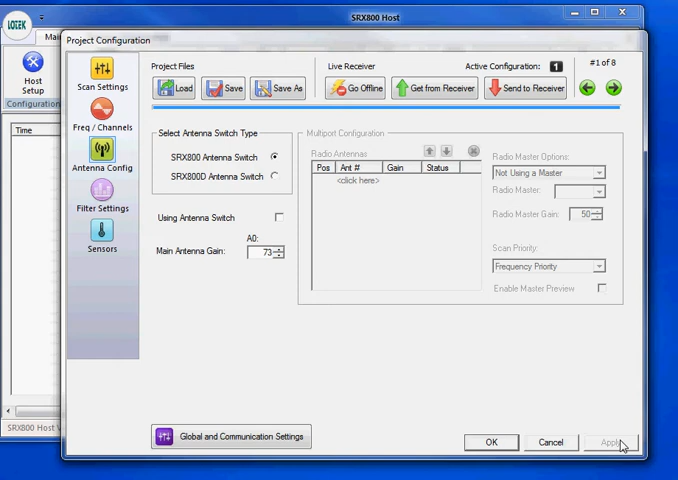 LOTEK
SRX800 Host
Project Configuration
Host
Setup
Configuration
Time
SRX800 Host
Scan Settings
Freq / Channels
Antenna Config
Filter Settings
Sensors
Project Files
Live Receiver
Active Configuration: 1
#1 of 8
Load
Save
Save As
Go Offline
Get from Receiver
Send to Receiver
Select Antenna Switch Type
SRX800 Antenna Switch
SRX800D Antenna Switch
Using Antenna Switch
A0:
Main Antenna Gain: 73
Multiport Configuration
Radio Antennas
Pos Ant # Gain Status
<click here>
Radio Master Options:
Not Using a Master
Radio Master:
Radio Master Gain: 50
Scan Priority:
Frequency Priority
Enable Master Preview
Global and Communication Settings
OK
Cancel
Apply